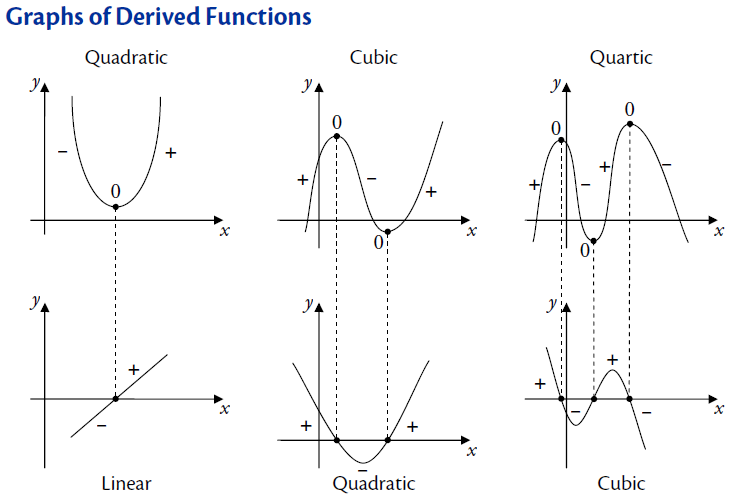 Graphs of Derived Functions
Quadratic
Cubic
Quartic
y
y
y
0
0
0
0
0
0
–
+
+
–
+
+
–
+
–
x
x
x
y
y
y
+
–
+
–
+
+
–
+
–
x
x
x
Linear
Quadratic
Cubic